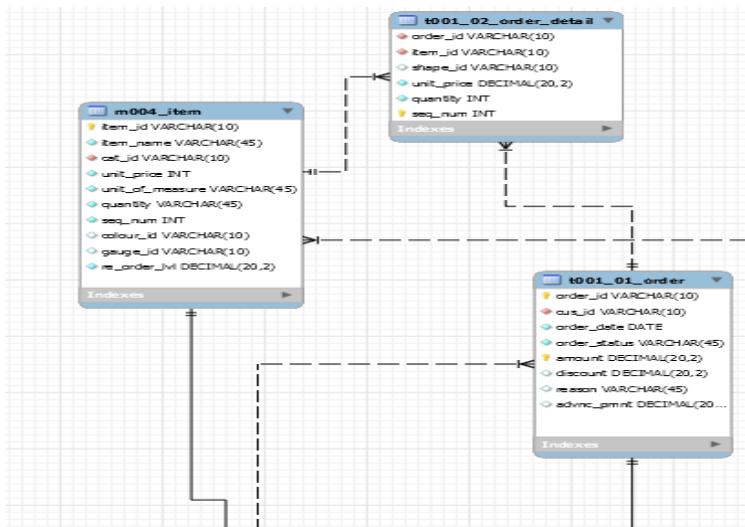 t001_02_order_detail
order_id VARCHAR(10)
item_id VARCHAR(10)
shape_id VARCHAR(10)
unit_price DECIMAL(20,2)
quantity INT
seq_num INT
Indexes
m004_item
item_id VARCHAR(10)
item_name VARCHAR(45)
cat_id VARCHAR(10)
unit_price INT
unit_of_measure VARCHAR(45)
quantity VARCHAR(45)
seq_num INT
colour_id VARCHAR(10)
gauge_id VARCHAR(10)
re_order_lvl DECIMAL(20,2)
Indexes
t001_01_order
order_id VARCHAR(10)
cus_id VARCHAR(10)
order_date DATE
order_status VARCHAR(45)
amount DECIMAL(20,2)
discount DECIMAL(20,2)
reason VARCHAR(45)
advnc_pmnt DECIMAL(20...
Indexes